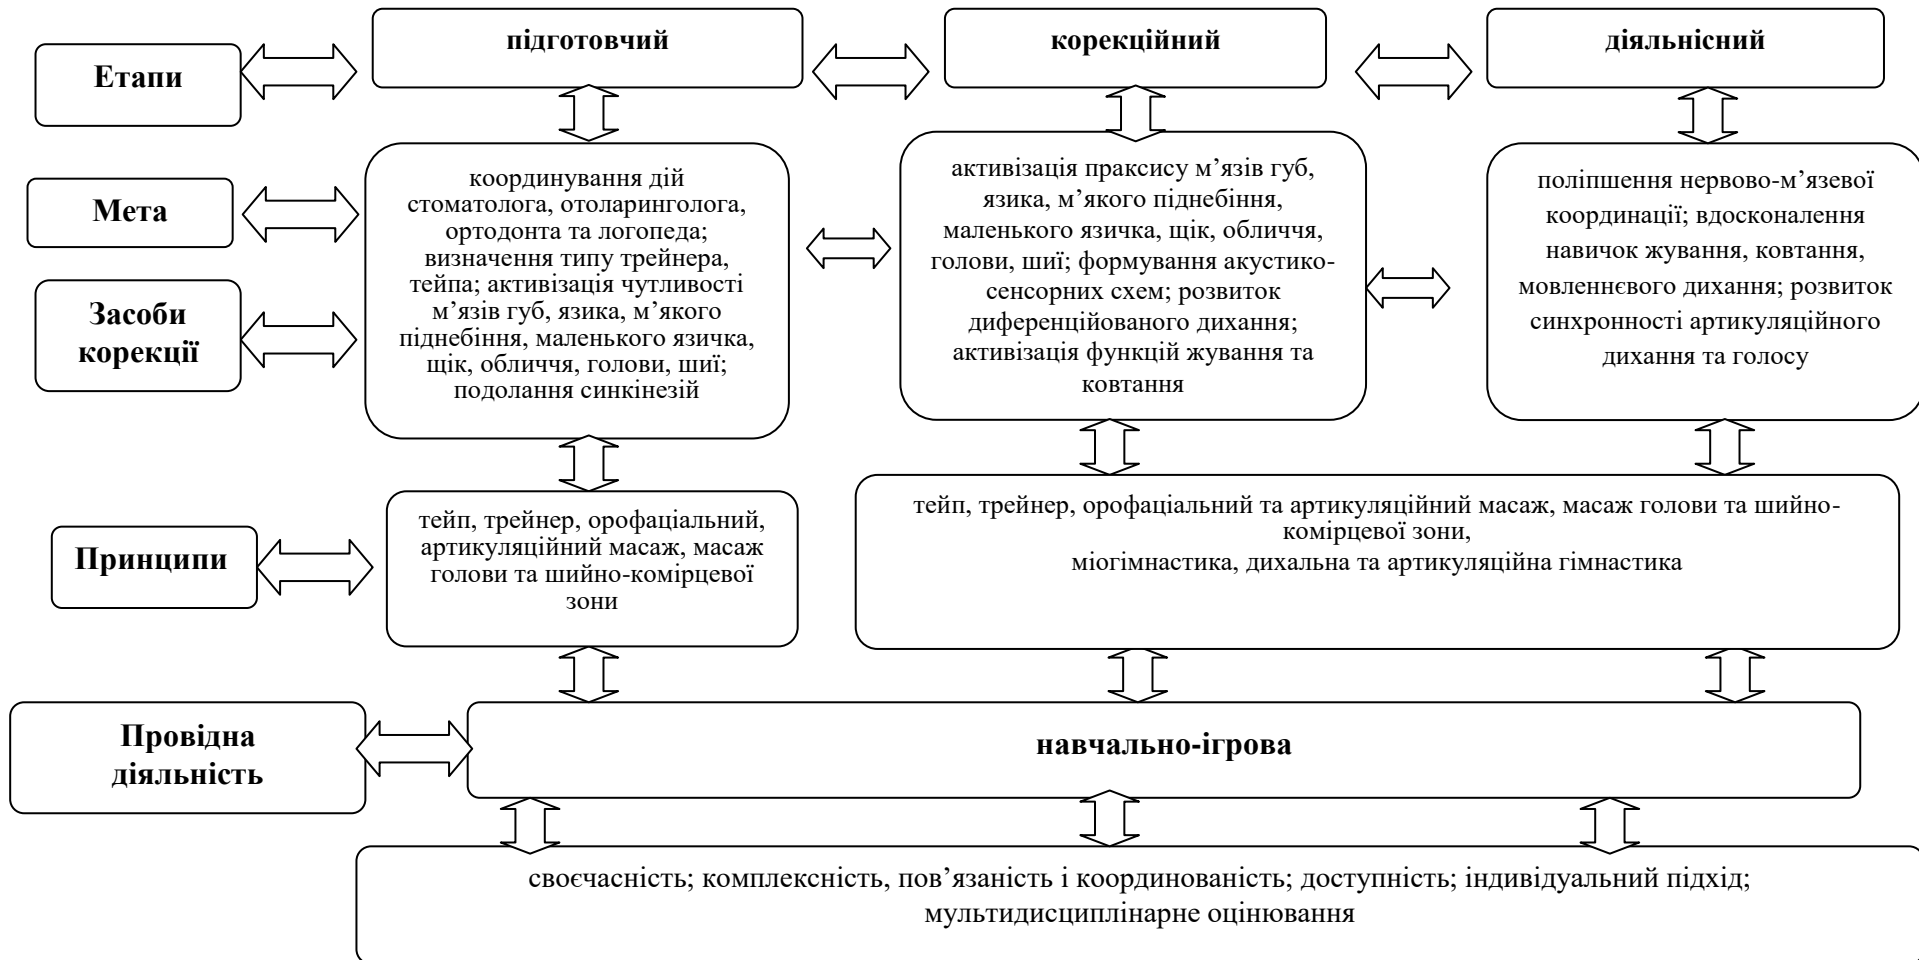 Етапи
підготовчий
корекційний
діяльнісний
Мета
координування дій
стоматолога, отоларинголога,
ортодонта та логопеда;
визначення типу трейнера,
тейпа; активізація чутливості
м’язів губ, язика, м’якого
піднебіння, маленького язичка,
щік, обличчя, голови, шиї;
подолання синкінезій
активізація праксису м’язів губ,
язика, м’якого піднебіння,
маленького язичка, щік, обличчя,
голови, шиї; формування акустико-
сенсорних схем; розвиток
диференційованого дихання;
активізація функцій жування та
ковтання
поліпшення нервово-м’язевої
координації; вдосконалення
навичок жування, ковтання,
мовленнєвого дихання; розвиток
синхронності артикуляційного
дихання та голосу
Засоби
корекції
Принципи
тейп, трейнер, орофаціальний,
артикуляційний масаж, масаж
голови та шийно-комірцевої
зони
тейп, трейнер, орофаціальний та артикуляційний масаж, масаж голови та шийно-
комірцевої зони,
міогімнастика, дихальна та артикуляційна гімнастика
Провідна
діяльність
навчально-ігрова
своєчасність; комплексність, пов’язаність і координованість; доступність; індивідуальний підхід;
мультидисциплінарне оцінювання